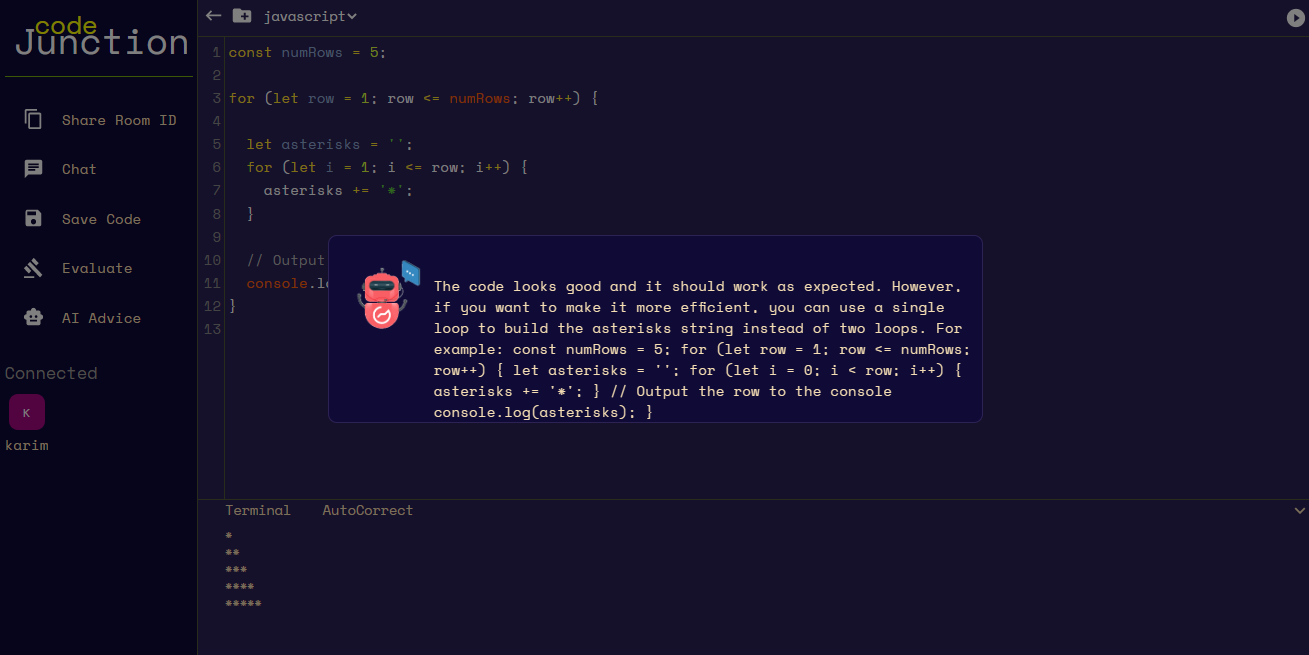 code
Junction
Share Room ID
Chat
Save Code
Evaluate
AI Advice
Connected
K
karim
javascript
1 const numRows = 5;
2
3 for (let row = 1; row <= numRows; row++) {
4
5 let asterisks = '';
6 for (let i = 1; i <= row; i++) {
7 asterisks += '*';
8 }
9
10 // Output
11 console.lo
12 }
13
The code looks good and it should work as expected. However,
if you want to make it more efficient, you can use a single
loop to build the asterisks string instead of two loops. For
example: const numRows = 5; for (let row = 1; row <= numRows;
row++) { let asterisks = ''; for (let i = 0; i < row; i++) {
asterisks += '*'; } // Output the row to the console
console.log(asterisks); }
Terminal AutoCorrect
*
**
***
****
*****